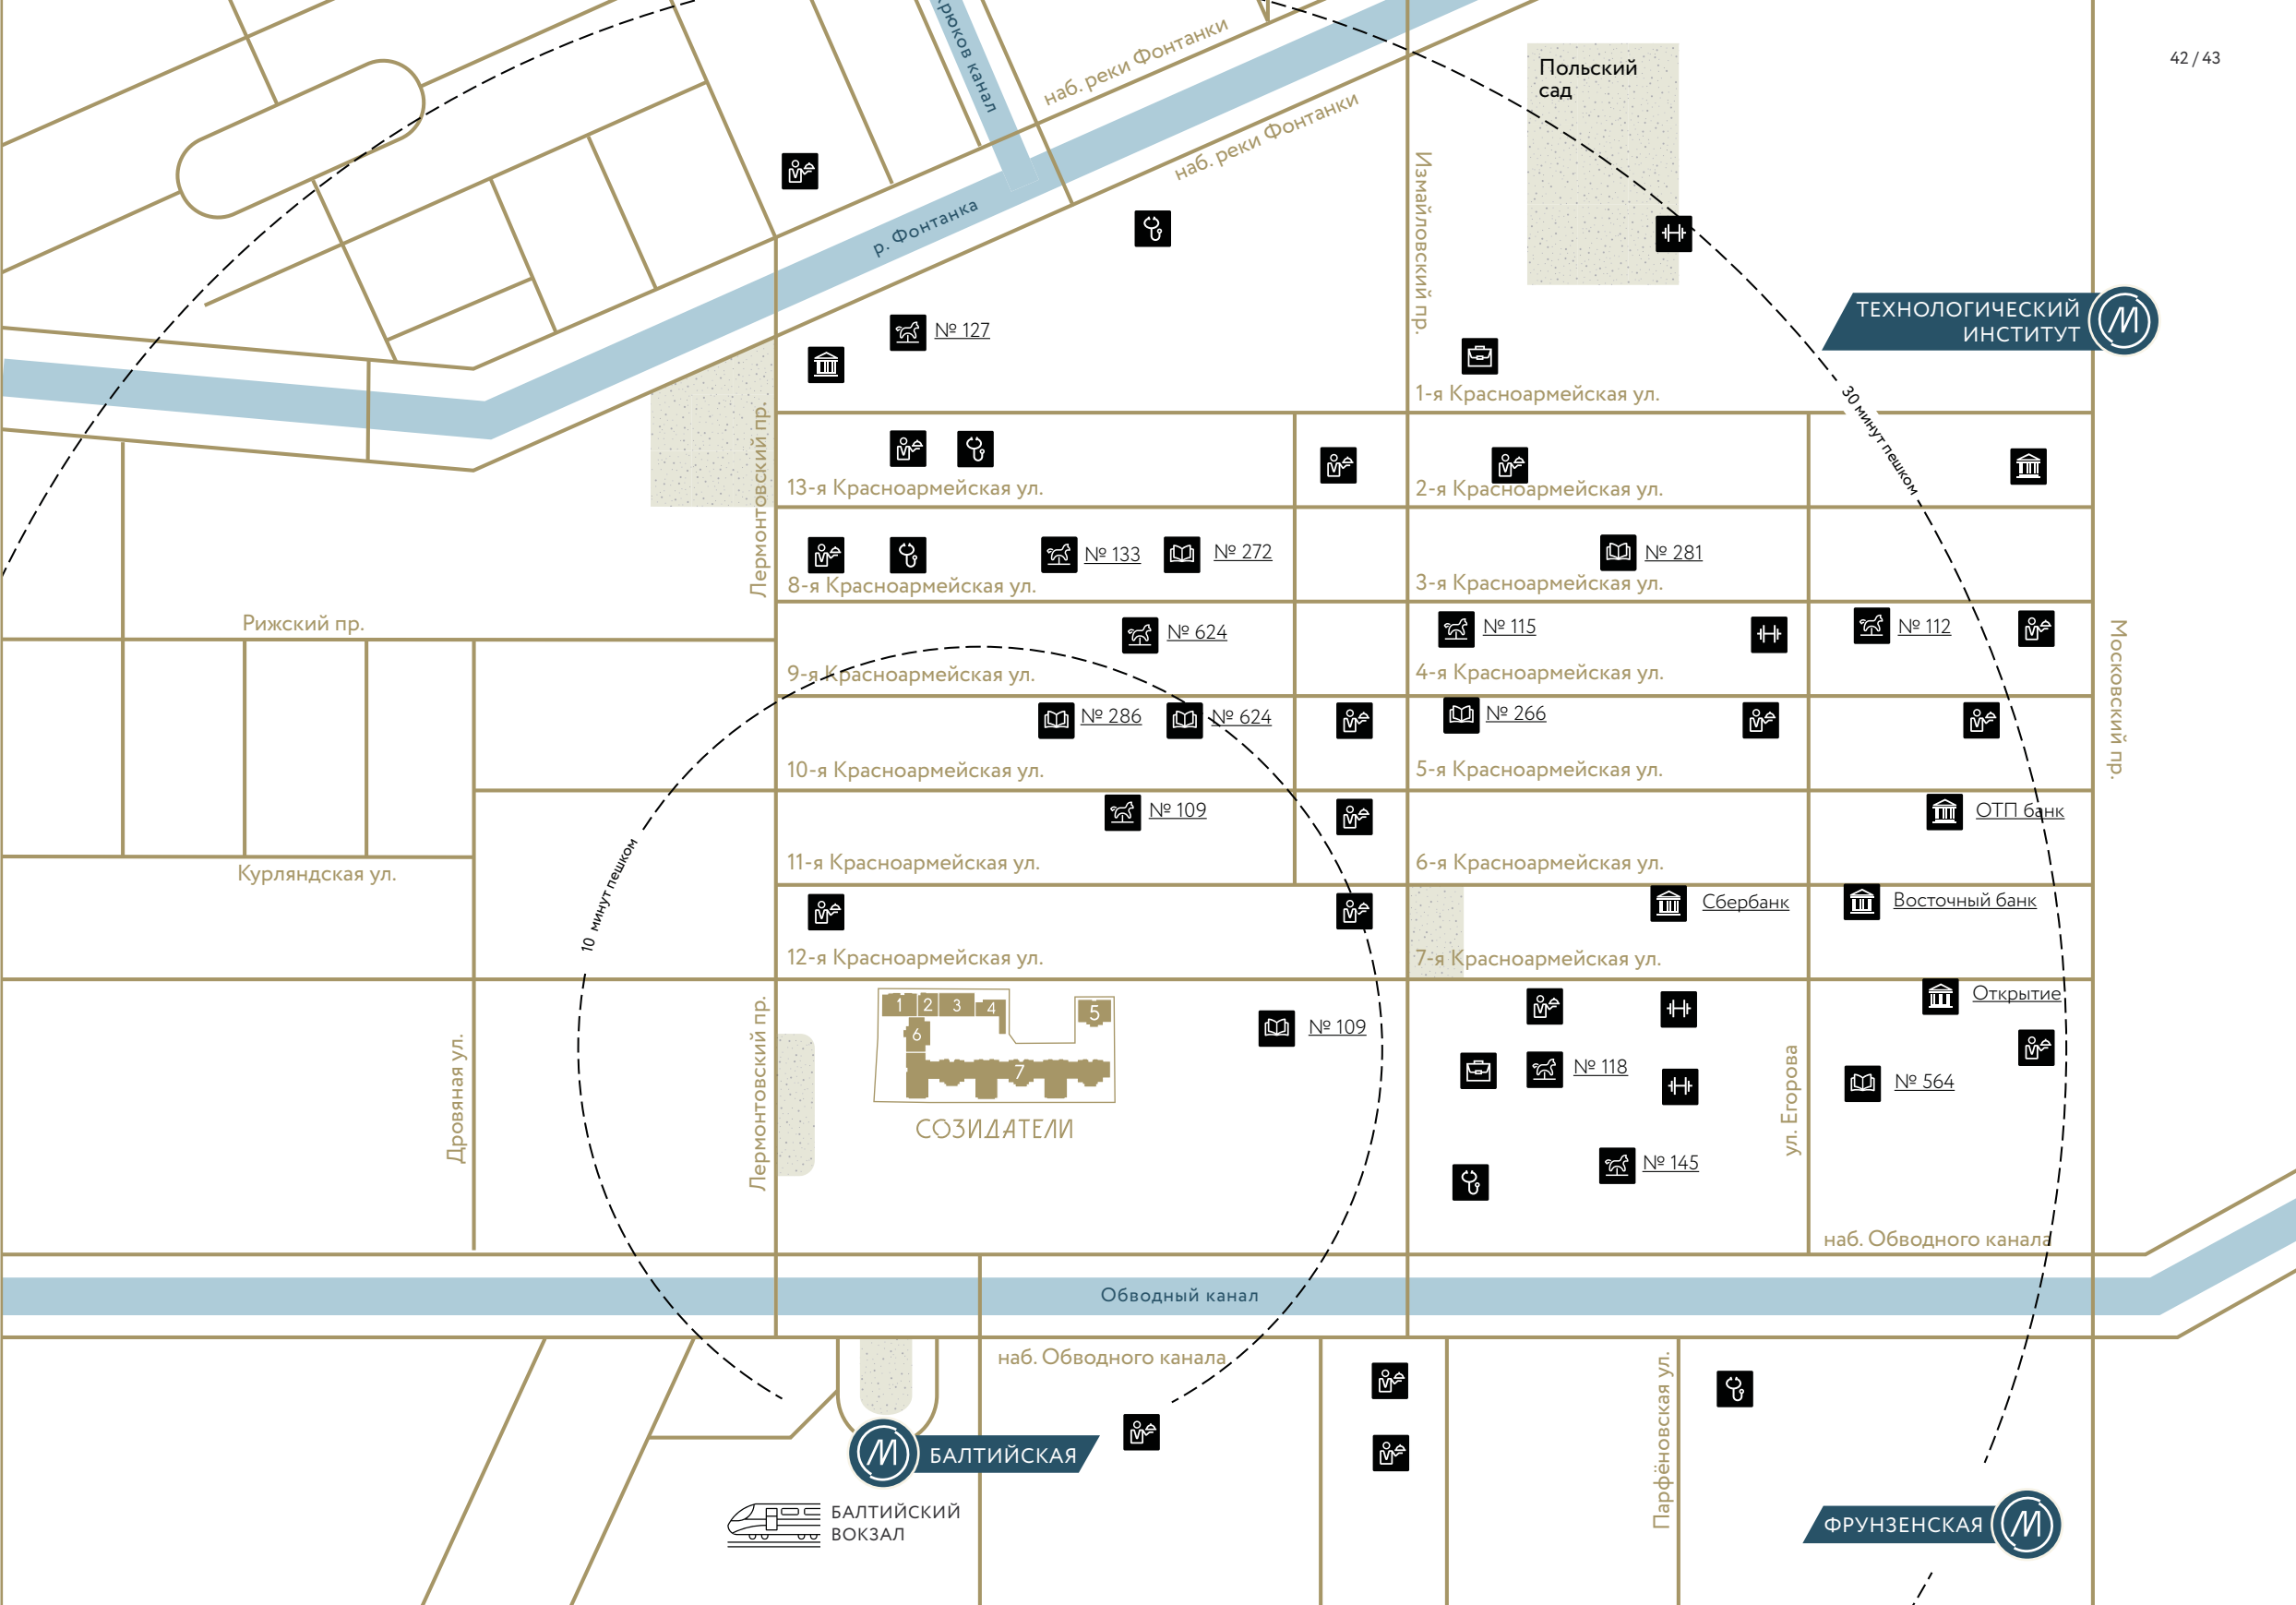 Крюков канал
наб. реки Фонтанки
наб. реки Фонтанки
Польский
сад
42 / 43
р. Фонтанка
Измайловский пр.
ТЕХНОЛОГИЧЕСКИЙ
ИНСТИТУТ
№ 127
1-я Красноармейская ул.
30 минут пешком
Лермонтовский пр.
13-я Красноармейская ул.
2-я Красноармейская ул.
№ 133
№ 272
№ 281
8-я Красноармейская ул.
3-я Красноармейская ул.
Рижский пр.
№ 624
№ 115
№ 112
Московский пр.
9-я Красноармейская ул.
4-я Красноармейская ул.
№ 286
№ 624
№ 266
10-я Красноармейская ул.
5-я Красноармейская ул.
№ 109
ОТП банк
10 минут пешком
11-я Красноармейская ул.
6-я Красноармейская ул.
Курляндская ул.
Сбербанк
Восточный банк
12-я Красноармейская ул.
7-я Красноармейская ул.
Открытие
1
2
3
4
5
6
7
СОЗИДАТЕЛИ
№ 109
№ 118
№ 564
Дровяная ул.
Лермонтовский пр.
ул. Егорова
№ 145
наб. Обводного канала
Обводный канал
наб. Обводного канала
Парфёновская ул.
М
БАЛТИЙСКАЯ
БАЛТИЙСКИЙ
ВОКЗАЛ
ФРУНЗЕНСКАЯ
М